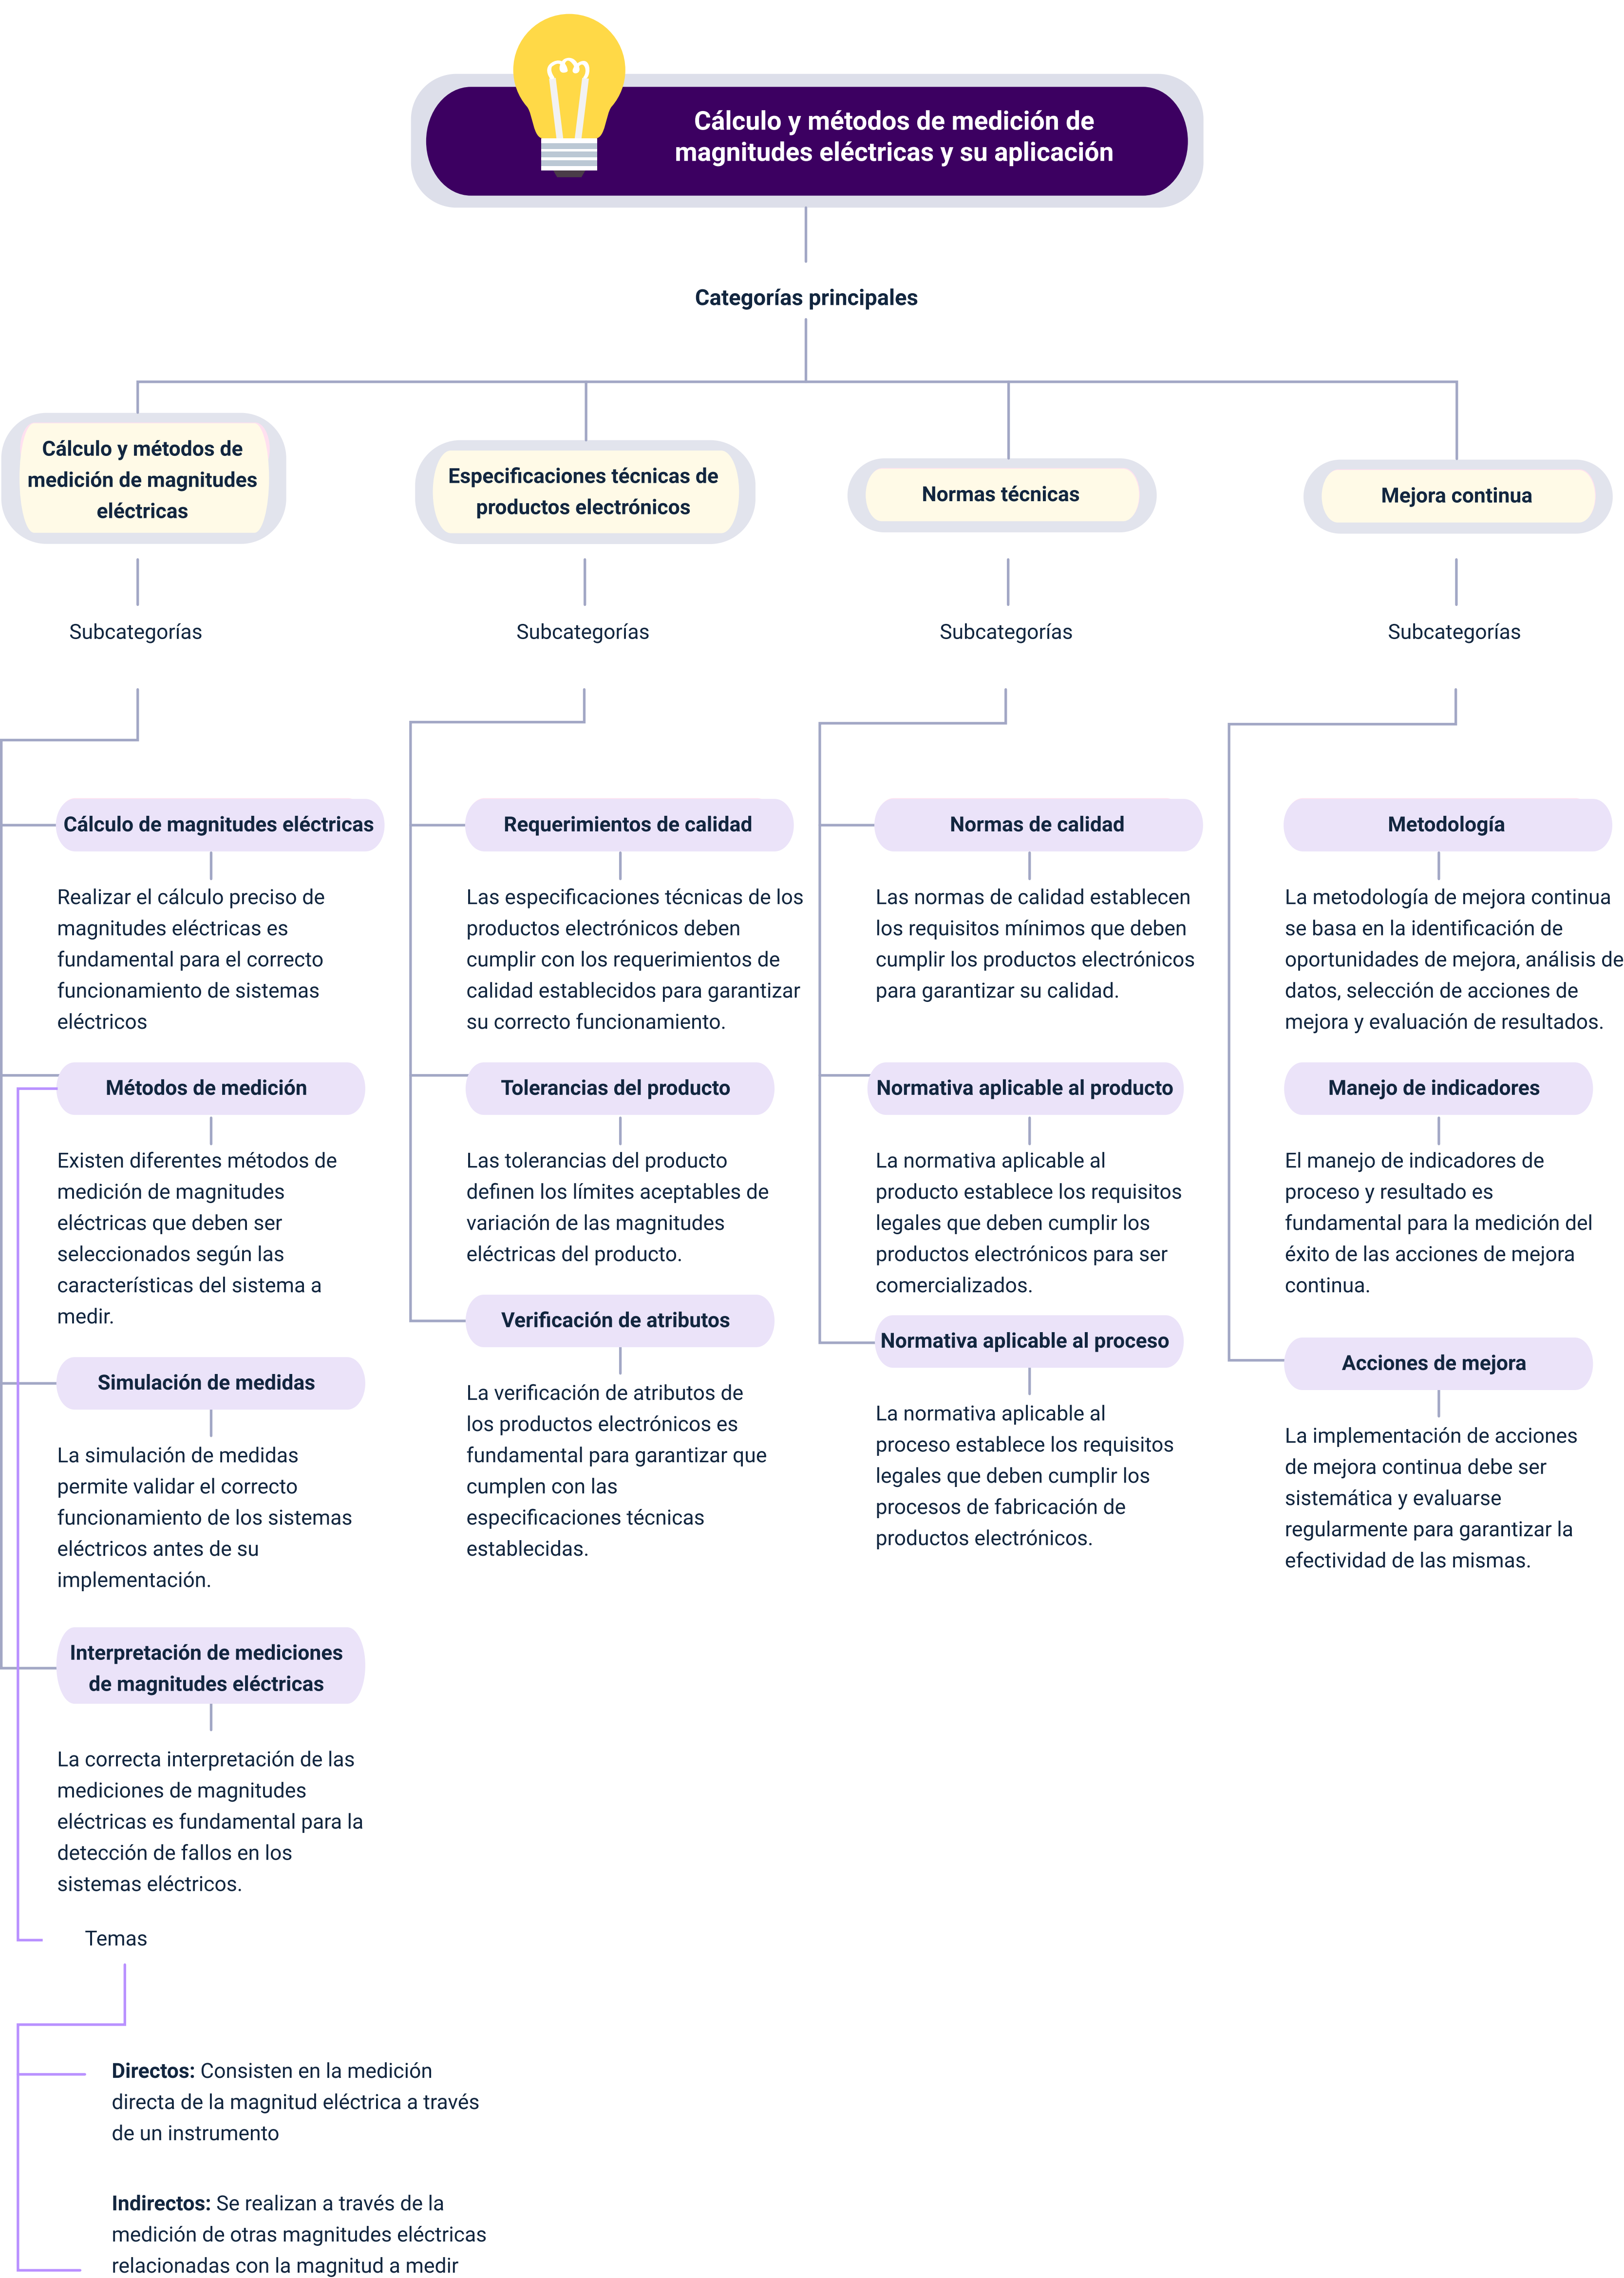 Cálculo y métodos de medición de
magnitudes eléctricas y su aplicación
Categorías principales
Cálculo y métodos de
medición de magnitudes
eléctricas
Subcategorías
Cálculo de magnitudes eléctricas
Realizar el cálculo preciso de
magnitudes eléctricas es
fundamental para el correcto
funcionamiento de sistemas
eléctricos
Métodos de medición
Existen diferentes métodos de
medición de magnitudes
eléctricas que deben ser
seleccionados según las
características del sistema a
medir.
Simulación de medidas
La simulación de medidas
permite validar el correcto
funcionamiento de los sistemas
eléctricos antes de su
implementación.
Interpretación de mediciones
de magnitudes eléctricas
La correcta interpretación de las
mediciones de magnitudes
eléctricas es fundamental para la
detección de fallos en los
sistemas eléctricos.
Temas
Directos: Consisten en la medición
directa de la magnitud eléctrica a través
de un instrumento
Indirectos: Se realizan a través de la
medición de otras magnitudes eléctricas
relacionadas con la magnitud a medir
Especificaciones técnicas de
productos electrónicos
Subcategorías
Requerimientos de calidad
Las especificaciones técnicas de los
productos electrónicos deben
cumplir con los requerimientos de
calidad establecidos para garantizar
su correcto funcionamiento.
Tolerancias del producto
Las tolerancias del producto
definen los límites aceptables de
variación de las magnitudes
eléctricas del producto.
Verificación de atributos
La verificación de atributos de
los productos electrónicos es
fundamental para garantizar que
cumplen con las
especificaciones técnicas
establecidas.
Normas técnicas
Subcategorías
Normas de calidad
Las normas de calidad establecen
los requisitos mínimos que deben
cumplir los productos electrónicos
para garantizar su calidad.
Normativa aplicable al producto
La normativa aplicable al
producto establece los requisitos
legales que deben cumplir los
productos electrónicos para ser
comercializados.
Normativa aplicable al proceso
La normativa aplicable al
proceso establece los requisitos
legales que deben cumplir los
procesos de fabricación de
productos electrónicos.
Mejora continua
Subcategorías
Metodología
La metodología de mejora continua
se basa en la identificación de
oportunidades de mejora, análisis de
datos, selección de acciones de
mejora y evaluación de resultados.
Manejo de indicadores
El manejo de indicadores de
proceso y resultado es
fundamental para la medición del
éxito de las acciones de mejora
continua.
Acciones de mejora
La implementación de acciones
de mejora continua debe ser
sistemática y evaluarse
regularmente para garantizar la
efectividad de las mismas.